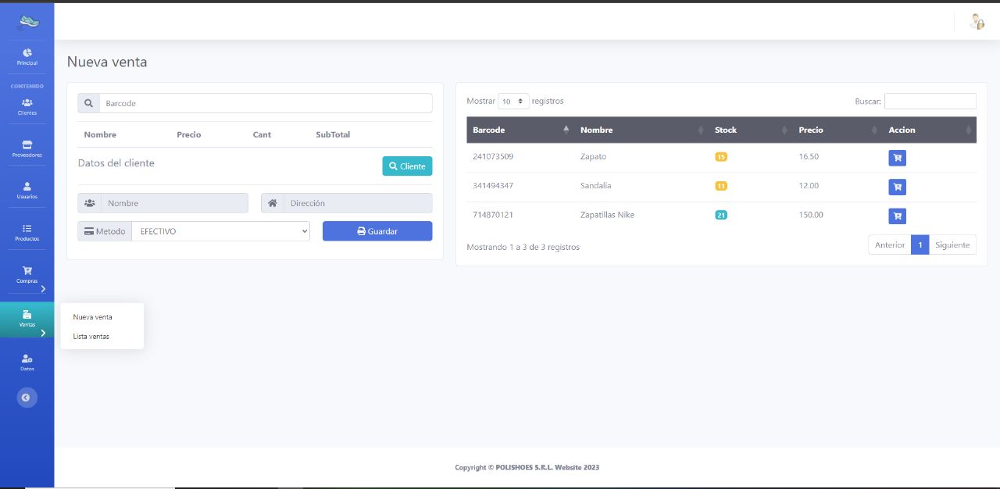 Principal
CONTENIDO
Clientes
Proveedores
Usuarios
Productos
Compras
Ventas
Datos
Nueva venta
Lista ventas
Nueva venta
Barcode
Nombre Precio Cant SubTotal
Datos del cliente
Cliente
Nombre
Dirección
Metodo EFECTIVO
Guardar
Mostrar 10 registros
Buscar:
Barcode Nombre Stock Precio Accion
241073509 Zapato 15 16.50
341494347 Sandalia 11 12.00
714870121 Zapatillas Nike 21 150.00
Mostrando 1 a 3 de 3 registros
Anterior 1 Siguiente
Copyright © POLISHOES S.R.L. Website 2023